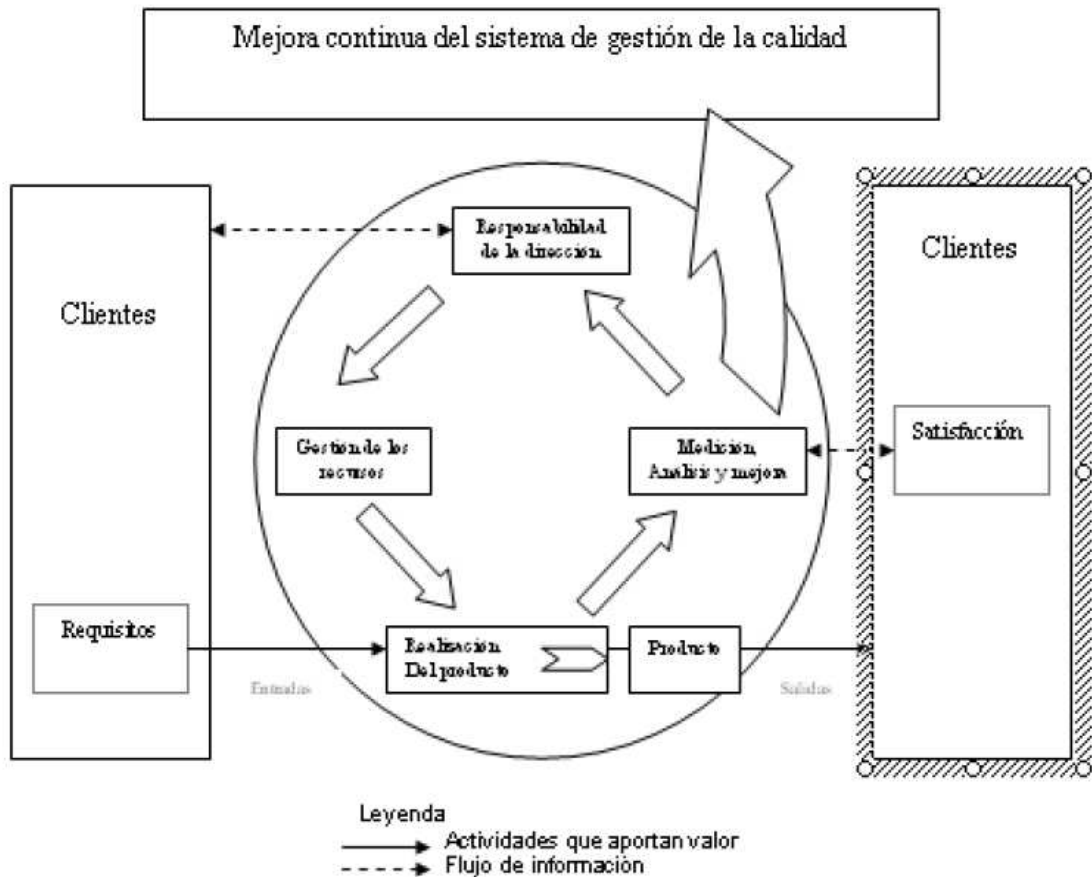 Mejora continua del sistema de gestión de la calidad
Responsabilidad
de la dirección
Clientes
Clientes
Gestión de los
recursos
Medición
Análisis y mejora
Satisfacción
Requisitos
Realización
Del producto
Producto
Entradas
Salidas
Leyenda
Actividades que aportan valor
Flujo de información